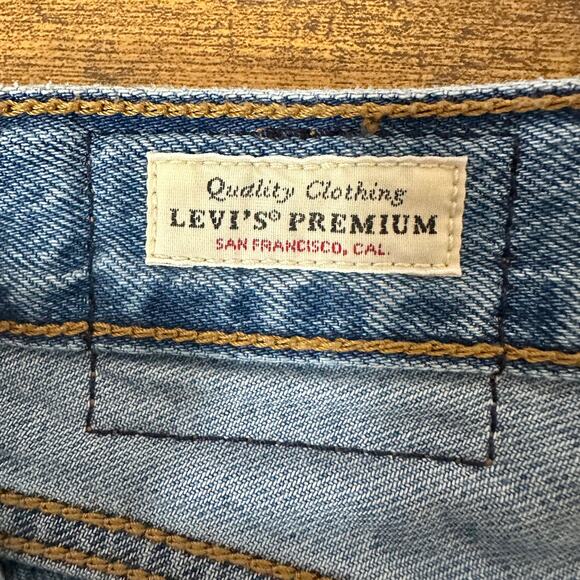 Quality Clothing
LEVI'S® PREMIUM
SAN FRANCISCO, CAL.